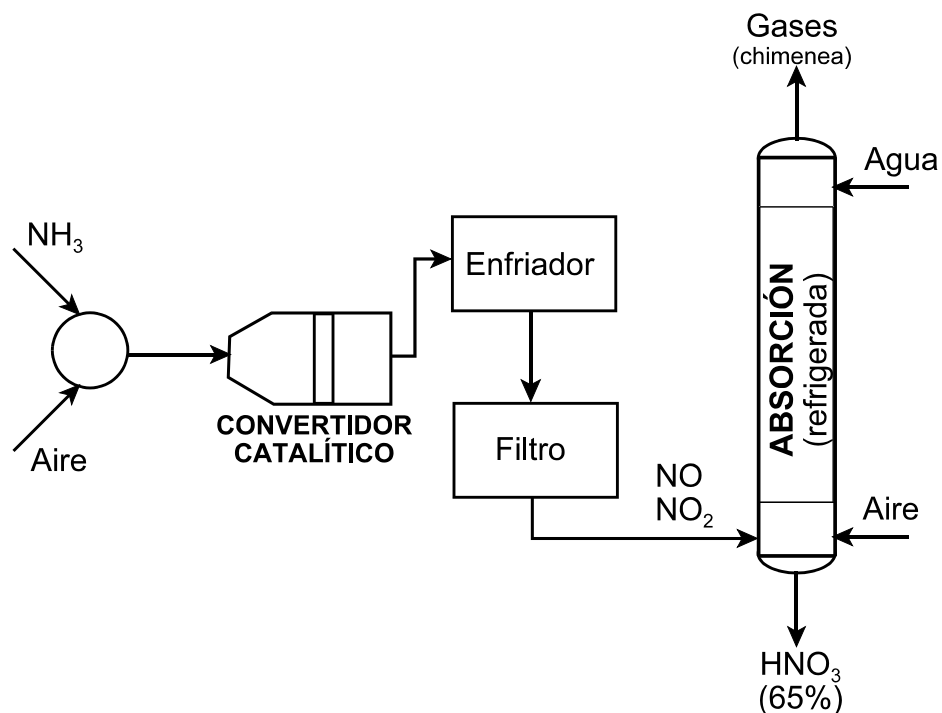 Gases
(chimenea)
Agua
NH₃
Enfriador
ABSORCIÓN
(refrigerada)
CONVERTIDOR
CATALÍTICO
Aire
Filtro
NO
NO₂
Aire
HNO₃
(65%)